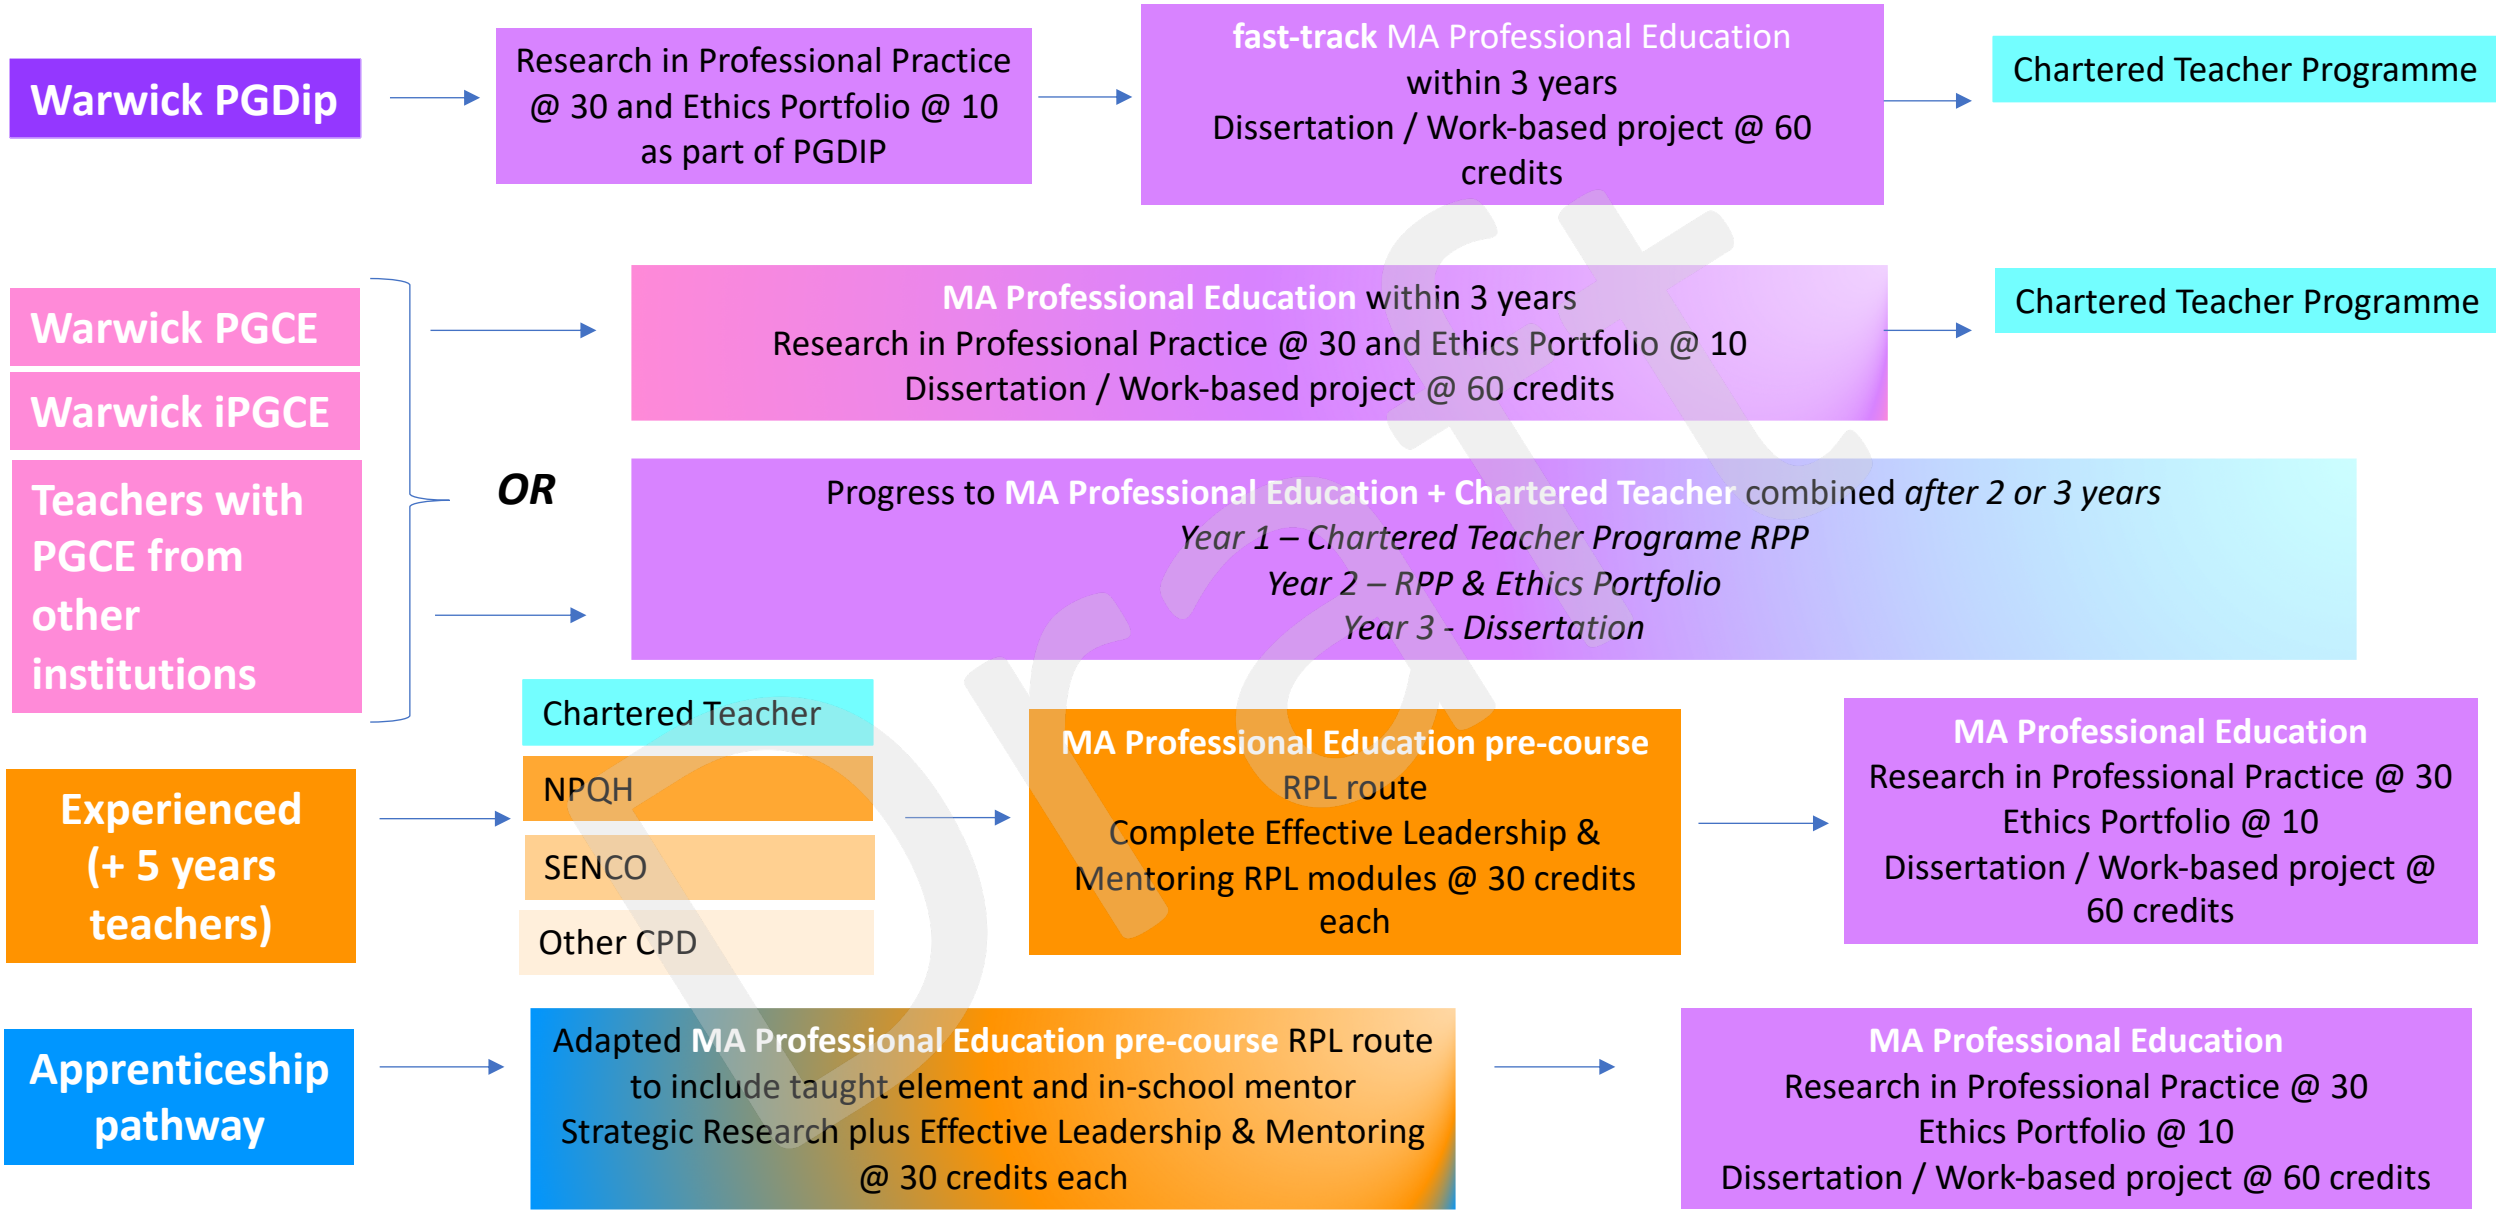 Warwick PGDip
Research in Professional Practice
@ 30 and Ethics Portfolio @ 10
as part of PGDIP
fast-track MA Professional Education
within 3 years
Dissertation / Work-based project @ 60
credits
Chartered Teacher Programme
Warwick PGCE
Warwick iPGCE
Teachers with
PGCE from
other
institutions
MA Professional Education within 3 years
Research in Professional Practice @ 30 and Ethics Portfolio @ 10
Dissertation / Work-based project @ 60 credits
Chartered Teacher Programme
OR
Progress to MA Professional Education + Chartered Teacher combined after 2 or 3 years
Year 1 – Chartered Teacher Programe RPP
Year 2 – RPP & Ethics Portfolio
Year 3 - Dissertation
Experienced
(+ 5 years
teachers)
Chartered Teacher
NPQH
SENCO
Other CPD
MA Professional Education pre-course
RPL route
Complete Effective Leadership &
Mentoring RPL modules @ 30 credits
each
MA Professional Education
Research in Professional Practice @ 30
Ethics Portfolio @ 10
Dissertation / Work-based project @
60 credits
Apprenticeship
pathway
Adapted MA Professional Education pre-course RPL route
to include taught element and in-school mentor
Strategic Research plus Effective Leadership & Mentoring
@ 30 credits each
MA Professional Education
Research in Professional Practice @ 30
Ethics Portfolio @ 10
Dissertation / Work-based project @ 60 credits
Draft